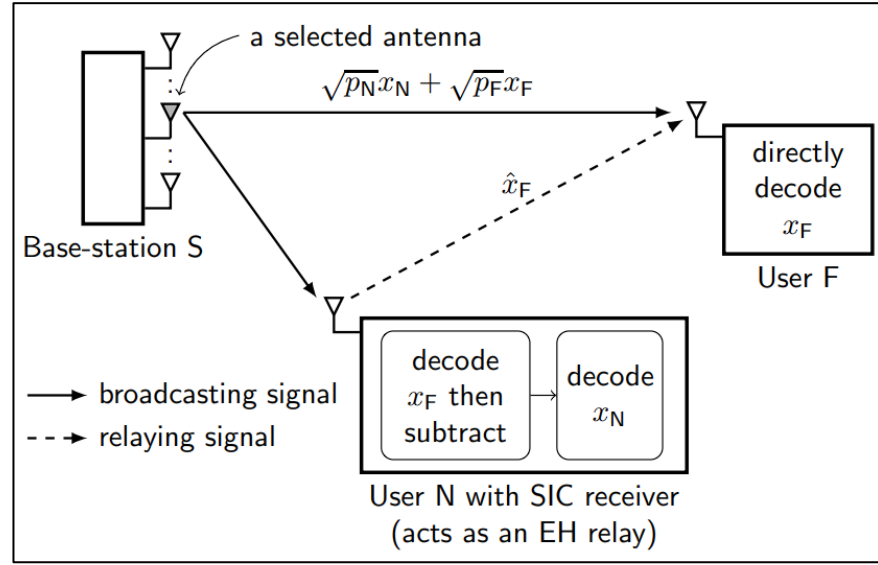 a selected antenna
√p_N x_N + √p_F x_F
Base-station S
directly
decode
x_F
User F
x̂_F
decode
x_F then
subtract
decode
x_N
broadcasting signal
relaying signal
User N with SIC receiver
(acts as an EH relay)